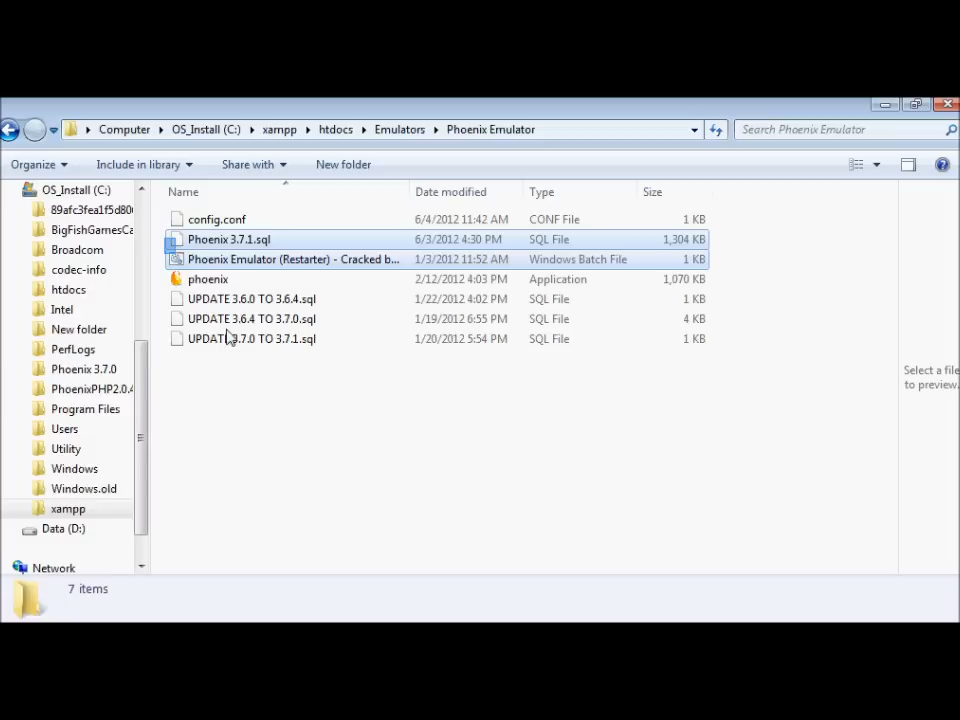 Computer OS_Install (C:) xampp htdocs Emulators Phoenix Emulator Search Phoenix Emulator
Organize Include in library Share with New folder
OS_Install (C:)
89afc3fea1f5d80
BigFishGamesCa
Broadcom
codec-info
htdocs
Intel
New folder
PerfLogs
Phoenix 3.7.0
PhoenixPHP2.0.4
Program Files
Users
Utility
Windows
Windows.old
xampp
Data (D:)
Network
Name Date modified Type Size
config.conf 6/4/2012 11:42 AM CONF File 1 KB
Phoenix 3.7.1.sql 6/3/2012 4:30 PM SQL File 1,304 KB
Phoenix Emulator (Restarter) - Cracked b... 1/3/2012 11:52 AM Windows Batch File 1 KB
phoenix 2/12/2012 4:03 PM Application 1,070 KB
UPDATE 3.6.0 TO 3.6.4.sql 1/22/2012 4:02 PM SQL File 1 KB
UPDATE 3.6.4 TO 3.7.0.sql 1/19/2012 6:55 PM SQL File 4 KB
UPDATE 3.7.0 TO 3.7.1.sql 1/20/2012 5:54 PM SQL File 1 KB
Select a file
to preview.
7 items